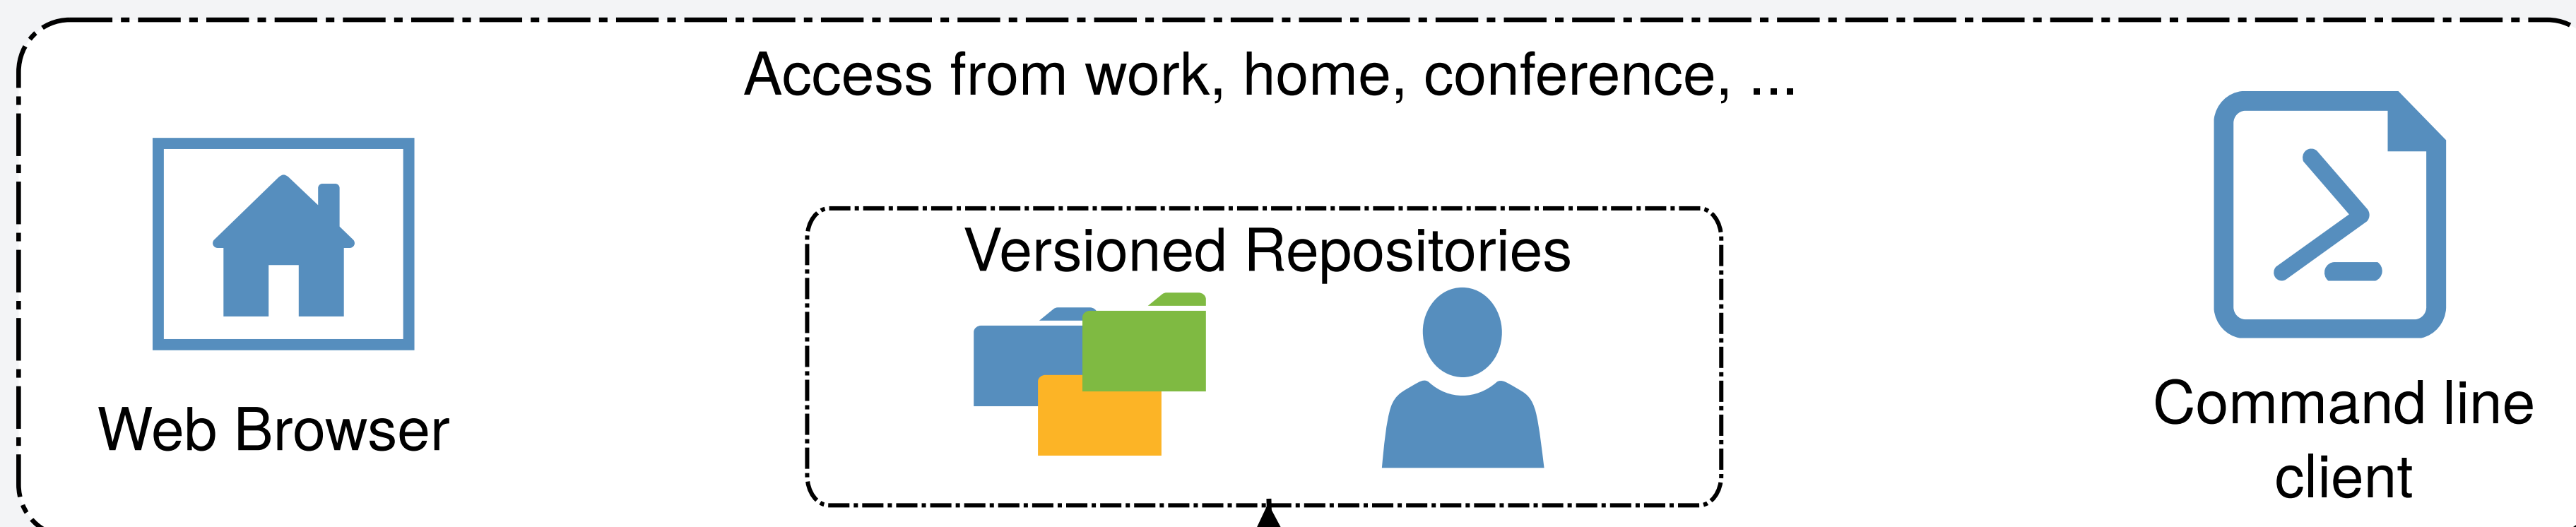 Access from work, home, conference, ...
Versioned Repositories
Web Browser
Command line
client